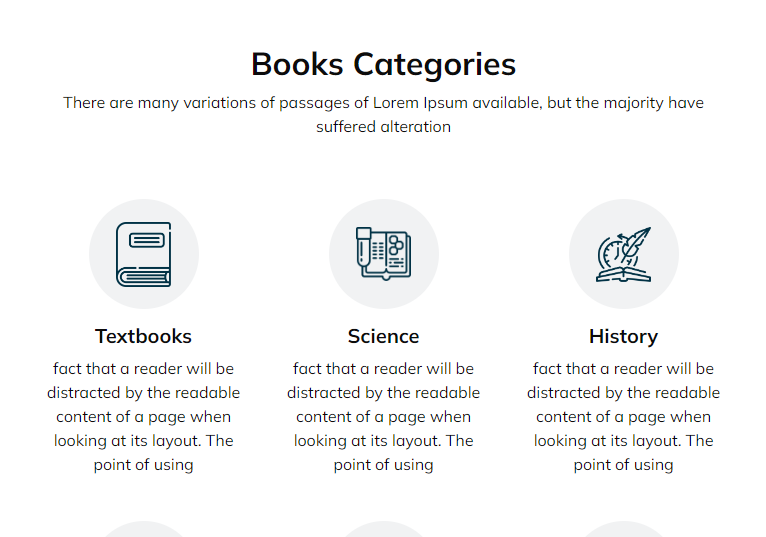 Books Categories
There are many variations of passages of Lorem Ipsum available, but the majority have
suffered alteration
Textbooks
fact that a reader will be
distracted by the readable
content of a page when
looking at its layout. The
point of using
Science
fact that a reader will be
distracted by the readable
content of a page when
looking at its layout. The
point of using
History
fact that a reader will be
distracted by the readable
content of a page when
looking at its layout. The
point of using